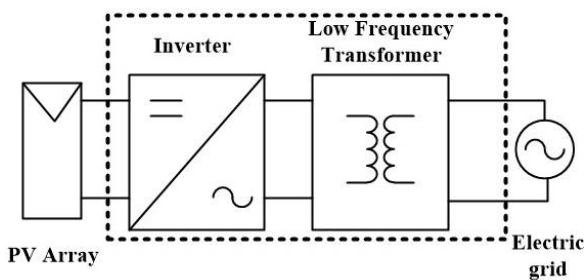 Inverter
Low Frequency
Transformer
PV Array
Electric
grid